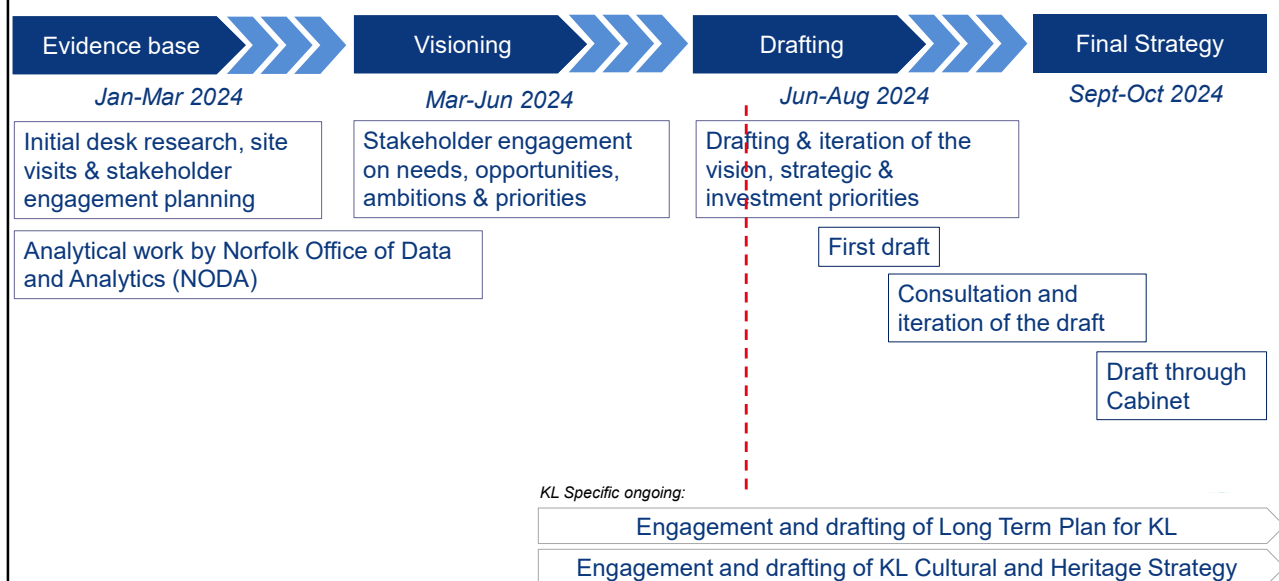 Evidence base
Visioning
Drafting
Final Strategy
Jan-Mar 2024
Mar-Jun 2024
Jun-Aug 2024
Sept-Oct 2024
Initial desk research, site
visits & stakeholder
engagement planning
Stakeholder engagement
on needs, opportunities,
ambitions & priorities
Drafting & iteration of the
vision, strategic &
investment priorities
Analytical work by Norfolk Office of Data
and Analytics (NODA)
First draft
Consultation and
iteration of the draft
Draft through
Cabinet
KL Specific ongoing:
Engagement and drafting of Long Term Plan for KL
Engagement and drafting of KL Cultural and Heritage Strategy